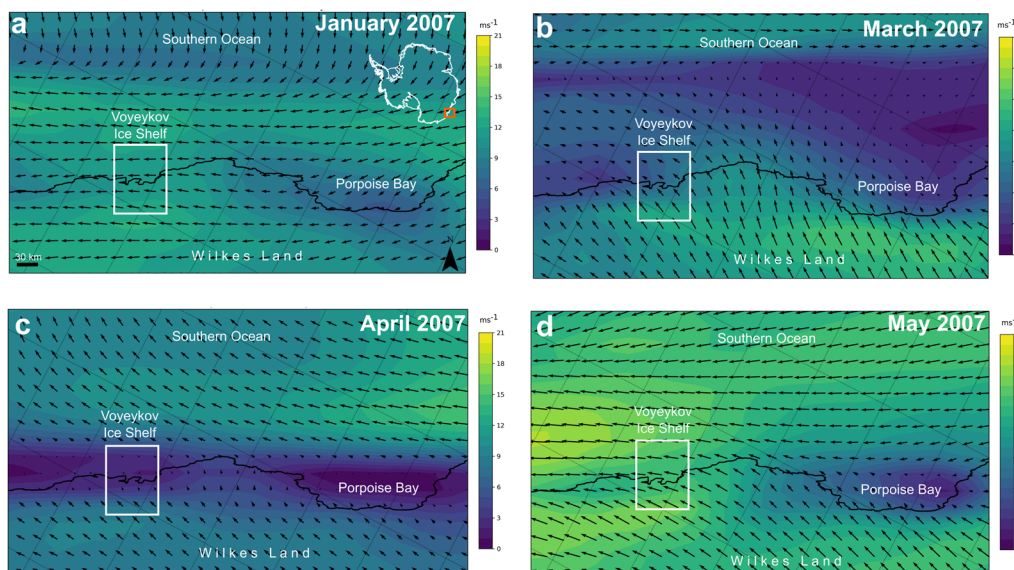 a
January 2007
Southern Ocean
Voyeykov
Ice Shelf
Porpoise Bay
Wilkes Land
30 km
N
ms⁻¹
21
18
15
12
9
6
3
0
b
March 2007
Southern Ocean
Voyeykov
Ice Shelf
Porpoise Bay
Wilkes Land
ms⁻¹
c
April 2007
Southern Ocean
Voyeykov
Ice Shelf
Porpoise Bay
Wilkes Land
ms⁻¹
21
18
15
12
9
6
3
0
d
May 2007
Southern Ocean
Voyeykov
Ice Shelf
Porpoise Bay
Wilkes Land
ms⁻¹